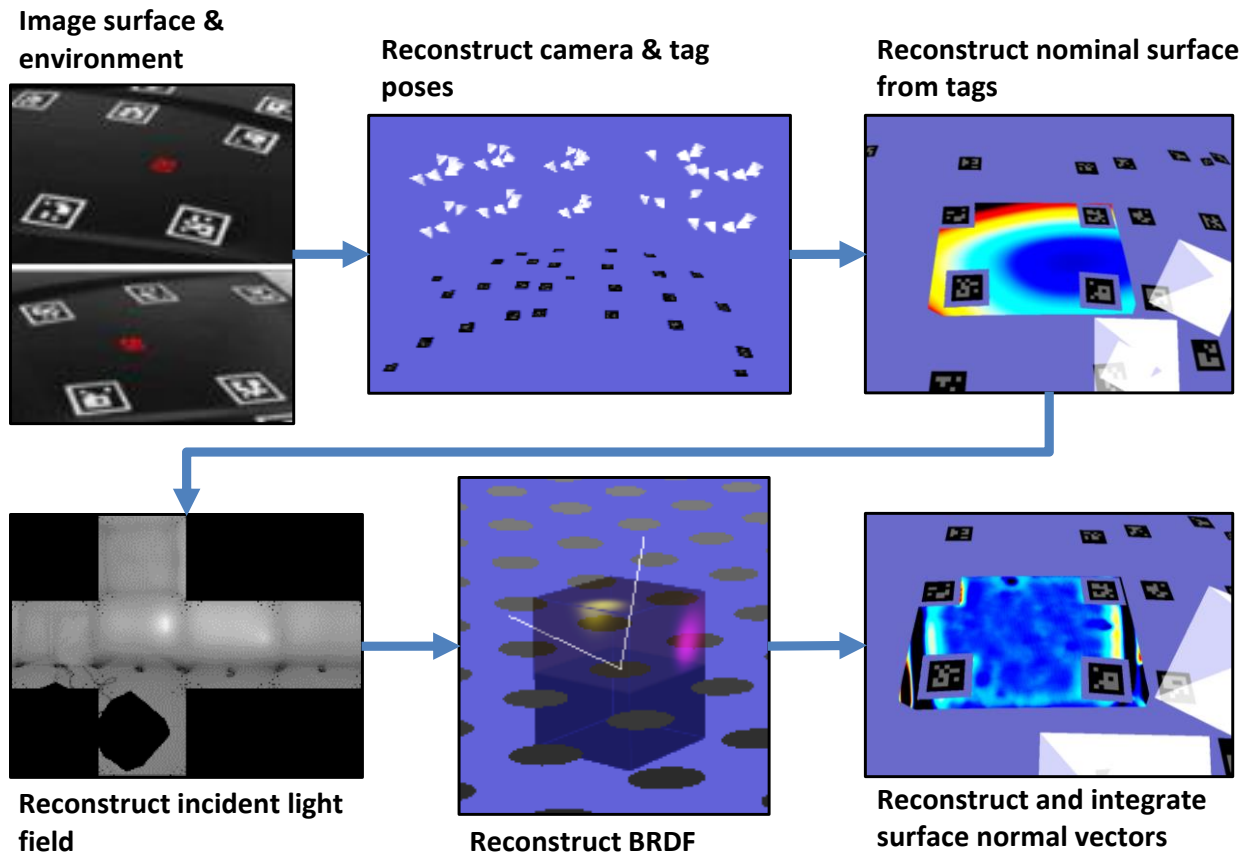 Image surface &
environment
Reconstruct camera & tag
poses
Reconstruct nominal surface
from tags
Reconstruct incident light
field
Reconstruct BRDF
Reconstruct and integrate
surface normal vectors